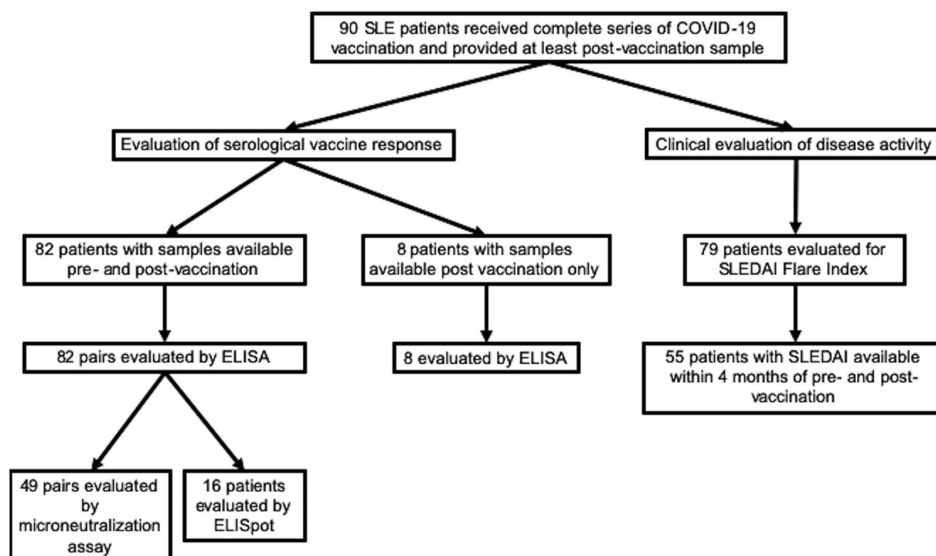 90 SLE patients received complete series of COVID-19
vaccination and provided at least post-vaccination sample
Evaluation of serological vaccine response
Clinical evaluation of disease activity
82 patients with samples available
pre- and post-vaccination
8 patients with samples
available post vaccination only
79 patients evaluated for
SLEDAI Flare Index
82 pairs evaluated by ELISA
8 evaluated by ELISA
55 patients with SLEDAI available
within 4 months of pre- and post-
vaccination
49 pairs evaluated
by
microneutralization
assay
16 patients
evaluated by
ELISpot